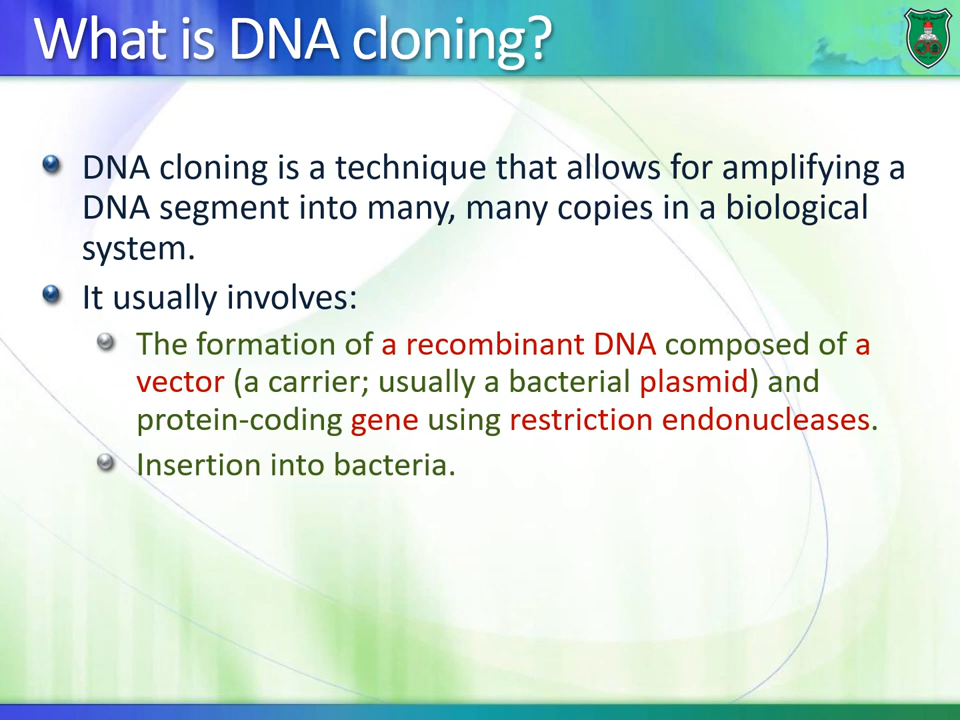 What is DNA cloning?
DNA cloning is a technique that allows for amplifying a
DNA segment into many, many copies in a biological
system.
It usually involves:
The formation of a recombinant DNA composed of a
vector (a carrier; usually a bacterial plasmid) and
protein-coding gene using restriction endonucleases.
Insertion into bacteria.